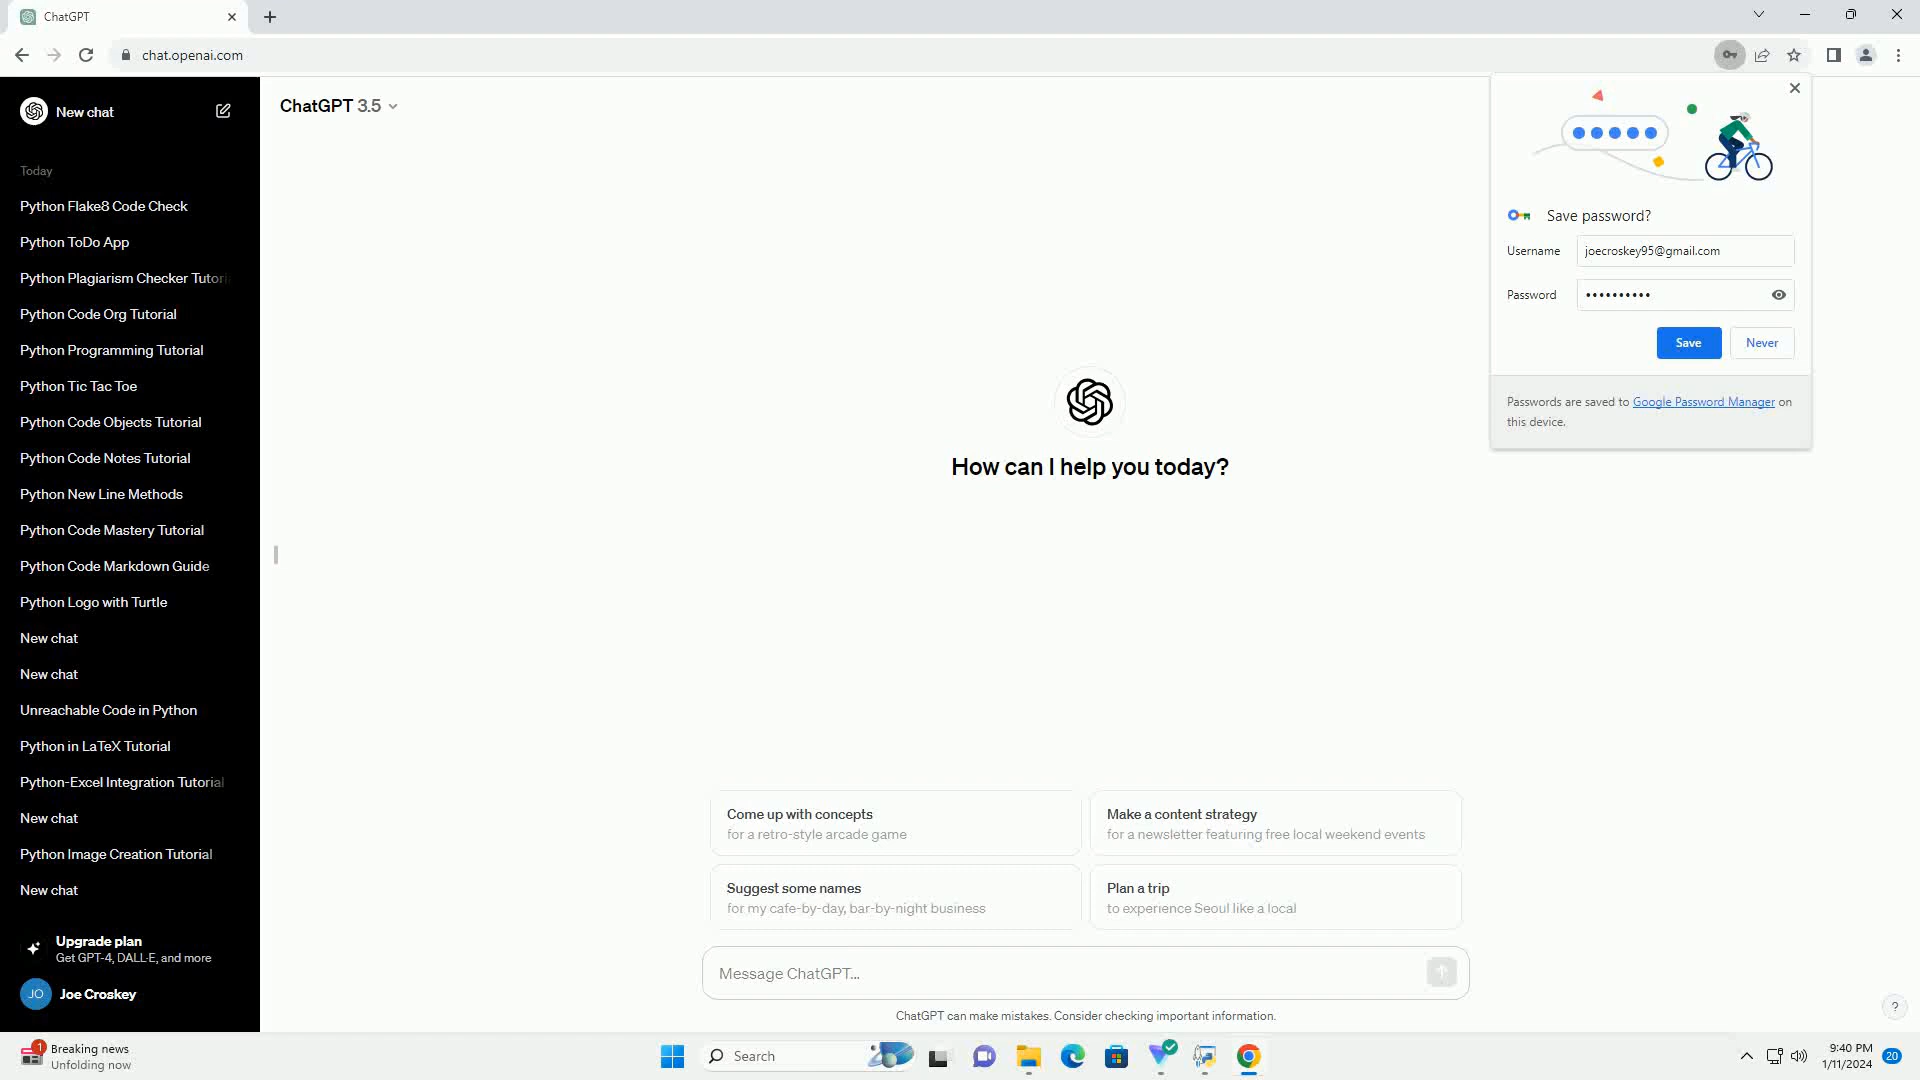 ChatGPT
chat.openai.com
New chat
Today
Python Flake8 Code Check
Python ToDo App
Python Plagiarism Checker Tutori
Python Code Org Tutorial
Python Programming Tutorial
Python Tic Tac Toe
Python Code Objects Tutorial
Python Code Notes Tutorial
Python New Line Methods
Python Code Mastery Tutorial
Python Code Markdown Guide
Python Logo with Turtle
New chat
New chat
Unreachable Code in Python
Python in LaTeX Tutorial
Python-Excel Integration Tutorial
New chat
Python Image Creation Tutorial
New chat
Upgrade plan
Get GPT-4, DALL·E, and more
JO Joe Croskey
ChatGPT 3.5
How can I help you today?
Come up with concepts
for a retro-style arcade game
Make a content strategy
for a newsletter featuring free local weekend events
Suggest some names
for my cafe-by-day, bar-by-night business
Plan a trip
to experience Seoul like a local
Message ChatGPT...
ChatGPT can make mistakes. Consider checking important information.
?
Save password?
Username joecroskey95@gmail.com
Password ••••••••••
Save Never
Passwords are saved to Google Password Manager on
this device.
1
Breaking news
Unfolding now
Search
9:40 PM
1/11/2024
20